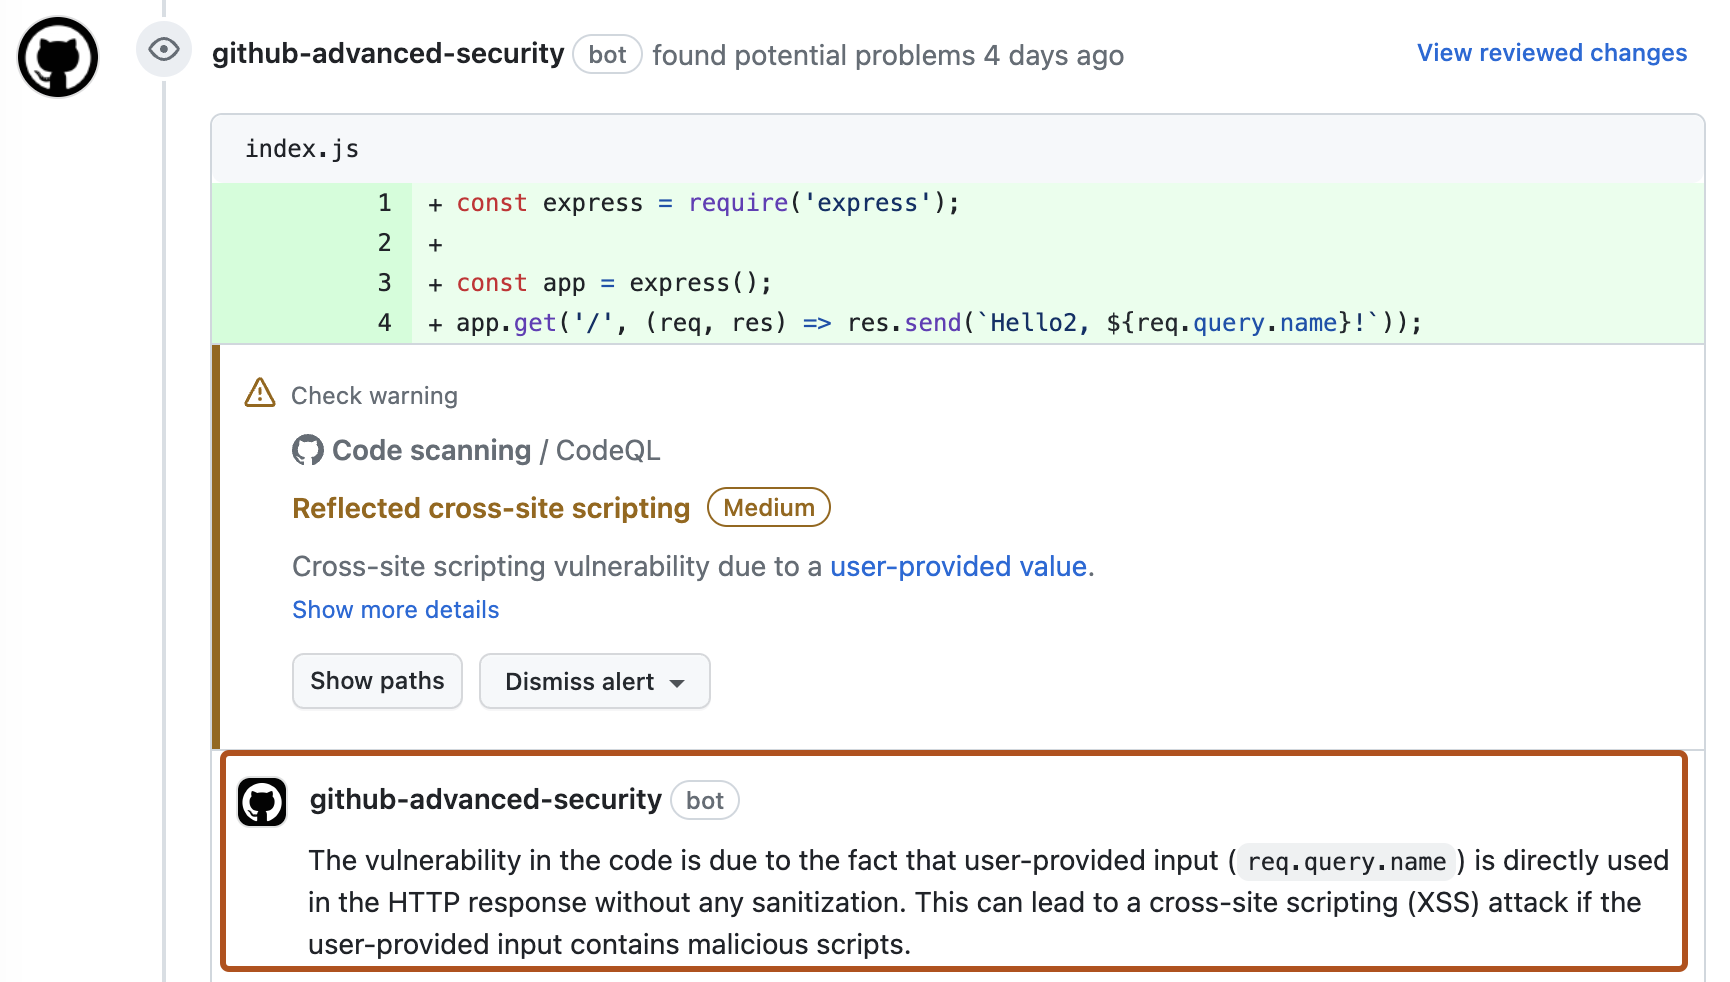 github-advanced-security bot found potential problems 4 days ago View reviewed changes
index.js
1 + const express = require('express');
2 +
3 + const app = express();
4 + app.get('/', (req, res) => res.send(`Hello2, ${req.query.name}!`));
Check warning
Code scanning / CodeQL
Reflected cross-site scripting Medium
Cross-site scripting vulnerability due to a user-provided value.
Show more details
Show paths Dismiss alert
github-advanced-security bot
The vulnerability in the code is due to the fact that user-provided input ( req.query.name ) is directly used
in the HTTP response without any sanitization. This can lead to a cross-site scripting (XSS) attack if the
user-provided input contains malicious scripts.